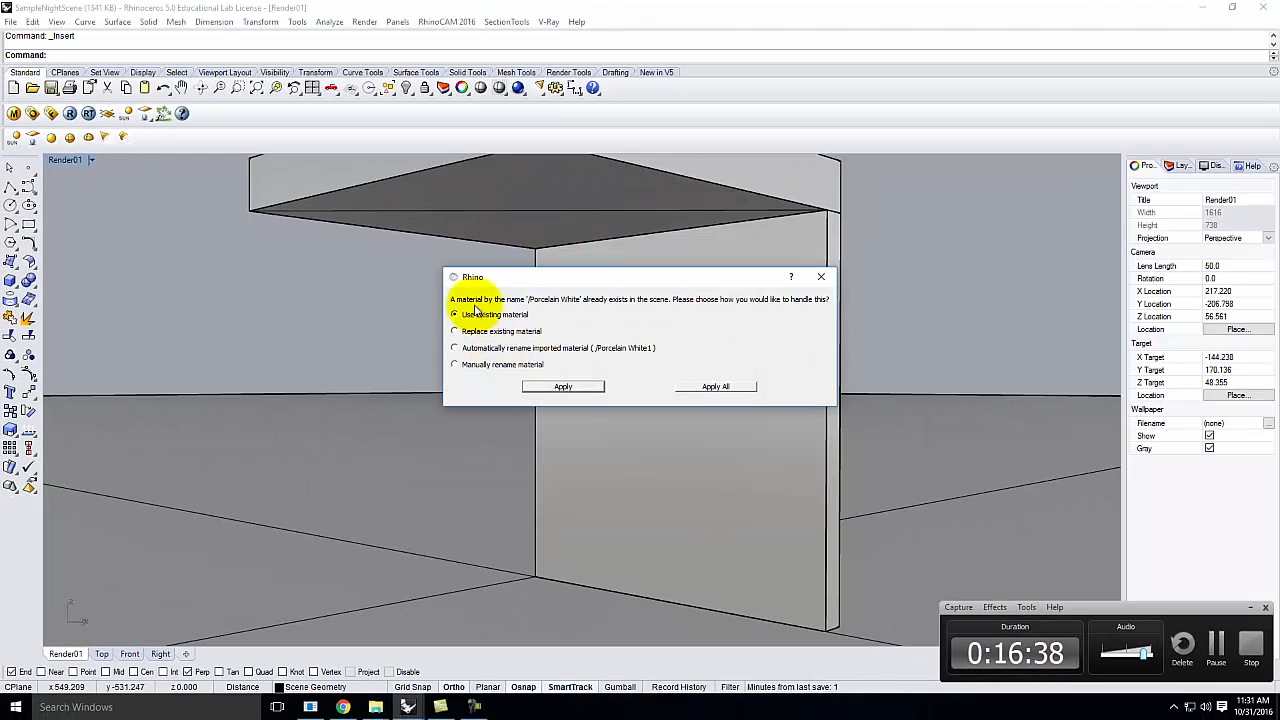 SampleNightScene (1341 KB) - Rhinoceros 5.0 Educational Lab License - [Render01]
File Edit View Curve Surface Solid Mesh Dimension Transform Tools Analyze Render Panels RhinoCAM 2016 SectionTools V-Ray Help
Command: _Insert
Command:
Standard CPlanes Set View Display Select Viewport Layout Visibility Transform Curve Tools Surface Tools Solid Tools Mesh Tools Render Tools Drafting New in V5
M R RT SUN
SUN
Render01
Pro... Lay... Dis... Help
Viewport
Title Render01
Width 1616
Height 738
Projection Perspective
Camera
Lens Length 50.0
Rotation 0.0
X Location 217.220
Y Location -206.798
Z Location 56.561
Location Place...
Target
X Target -144.238
Y Target 170.136
Z Target 48.355
Location Place...
Wallpaper
Filename (none) ...
Show
Gray
Rhino ?
A material by the name '/Porcelain White' already exists in the scene. Please choose how you would like to handle this?
Use existing material
Replace existing material
Automatically rename imported material ( /Porcelain White1 )
Manually rename material
Apply Apply All
z
Capture Effects Tools Help
Duration Audio
0:16:38
Delete Pause Stop
Render01 Top Front Right
End Near Point Mid Cen Int Perp Tan Quad Knot Vertex Project Disable
CPlane x 549.209 y -531.247 z 0.000 Distance Scene Geometry Grid Snap Ortho Planar Osnap SmartTrack Gumball Record History Filter Minutes from last save: 1
Search Windows
11:31 AM
10/31/2016